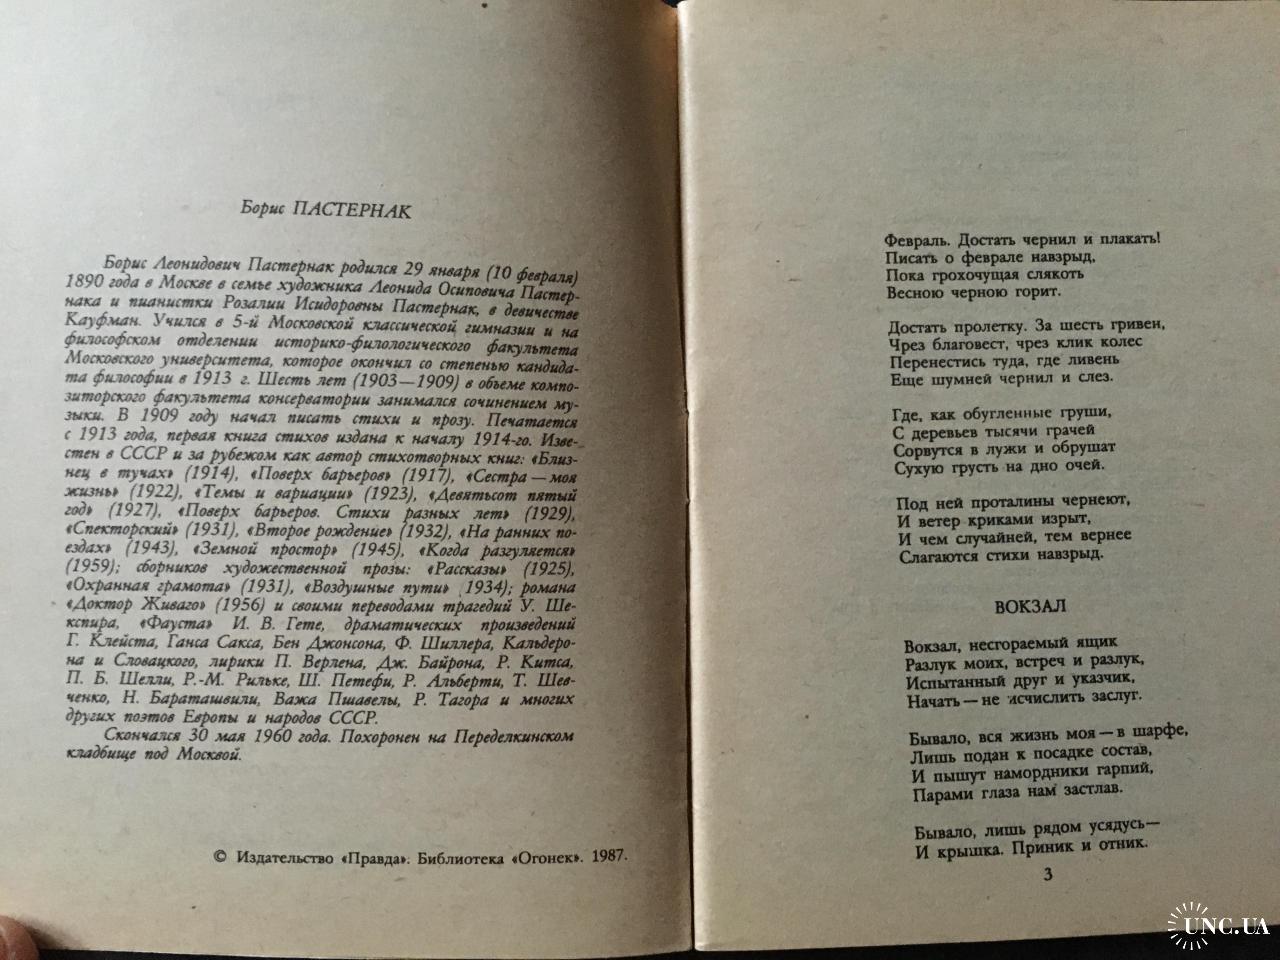 Борис ПАСТЕРНАК
Борис Леонидович Пастернак родился 29 января (10 февраля)
1890 года в Москве в семье художника Леонида Осиповича Пастер-
нака и пианистки Розалии Исидоровны Пастернак, в девичестве
Кауфман. Учился в 5-й Московской классической гимназии и на
философском отделении историко-филологического факультета
Московского университета, которое окончил со степенью кандида-
та философии в 1913 г. Шесть лет (1903—1909) в объеме компо-
зиторского факультета консерватории занимался сочинением му-
зыки. В 1909 году начал писать стихи и прозу. Печатается
с 1913 года, первая книга стихов издана к началу 1914-го. Извес-
тен в СССР и за рубежом как автор стихотворных книг: «Близ-
нец в тучах» (1914), «Поверх барьеров» (1917), «Сестра — моя
жизнь» (1922), «Темы и вариации» (1923), «Девятьсот пятый
год» (1927), «Поверх барьеров. Стихи разных лет» (1929),
«Спекторский» (1931), «Второе рождение» (1932), «На ранних по-
ездах» (1943), «Земной простор» (1945), «Когда разгуляется»
(1959); сборников художественной прозы: «Рассказы» (1925),
«Охранная грамота» (1931), «Воздушные пути» 1934); романа
«Доктор Живаго» (1956) и своими переводами трагедий У. Ше-
кспира, «Фауста» И. В. Гете, драматических произведений
Г. Клейста, Ганса Сакса, Бен Джонсона, Ф. Шиллера, Кальдеро-
на и Словацкого, лирики П. Верлена, Дж. Байрона, Р. Китса,
П. Б. Шелли, Р.-М. Рильке, Ш. Петефи, Р. Альберти, Т. Шев-
ченко, Н. Бараташвили, Важа Пшавелы, Р. Тагора и многих
других поэтов Европы и народов СССР.
Скончался 30 мая 1960 года. Похоронен на Переделкинском
кладбище под Москвой.
© Издательство «Правда». Библиотека «Огонек». 1987.
Февраль. Достать чернил и плакать!
Писать о феврале навзрыд,
Пока грохочущая слякоть
Весною черною горит.
Достать пролетку. За шесть гривен,
Чрез благовест, чрез клик колес
Перенестись туда, где ливень
Еще шумней чернил и слез.
Где, как обугленные груши,
С деревьев тысячи грачей
Сорвутся в лужи и обрушат
Сухую грусть на дно очей.
Под ней проталины чернеют,
И ветер криками изрыт,
И чем случайней, тем вернее
Слагаются стихи навзрыд.
ВОКЗАЛ
Вокзал, несгораемый ящик
Разлук моих, встреч и разлук,
Испытанный друг и указчик,
Начать — не исчислить заслуг.
Бывало, вся жизнь моя — в шарфе,
Лишь подан к посадке состав,
И пышут намордники гарпий,
Парами глаза нам застлав.
Бывало, лишь рядом усядусь —
И крышка. Приник и отник.
3
UNC.UA